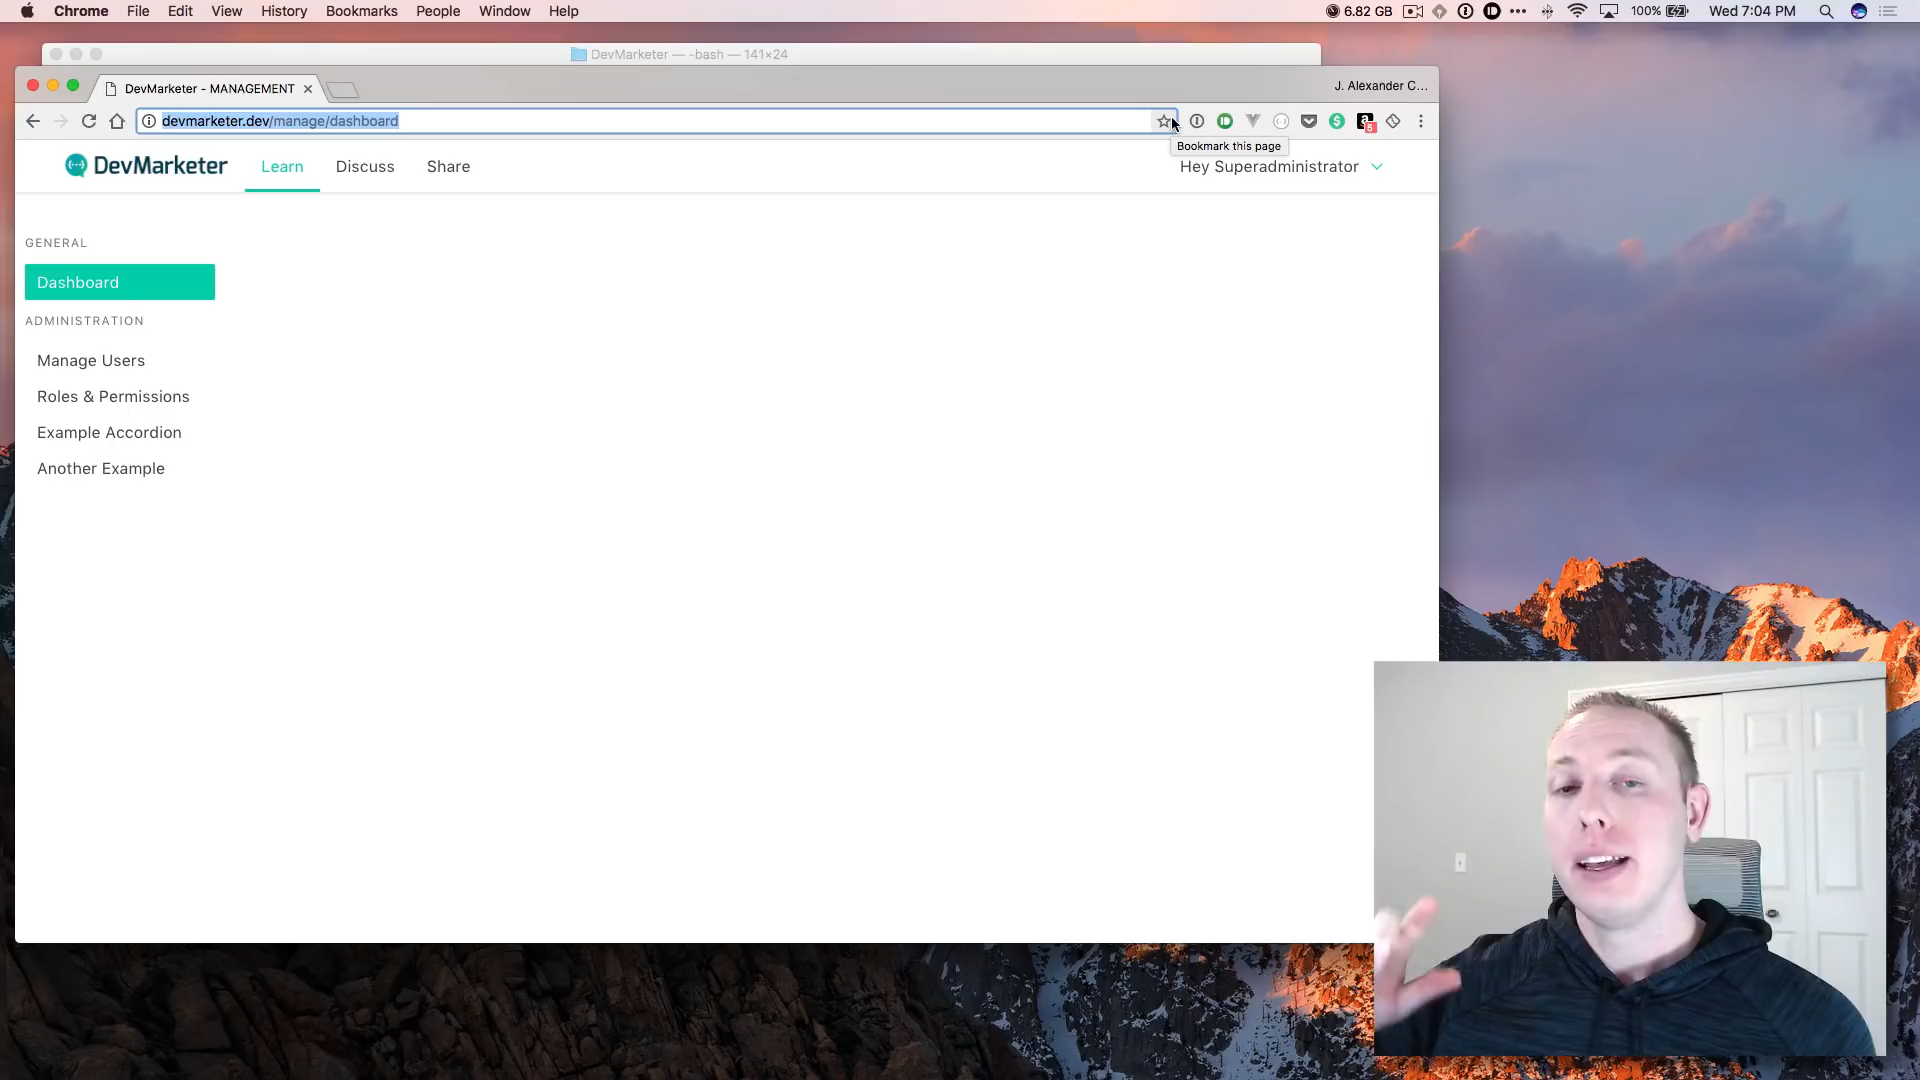 Chrome File Edit View History Bookmarks People Window Help 6.82 GB 100% Wed 7:04 PM
DevMarketer — -bash — 141×24
DevMarketer - MANAGEMENT J. Alexander C...
devmarketer.dev/manage/dashboard
Bookmark this page
DevMarketer Learn Discuss Share Hey Superadministrator
GENERAL
Dashboard
ADMINISTRATION
Manage Users
Roles & Permissions
Example Accordion
Another Example